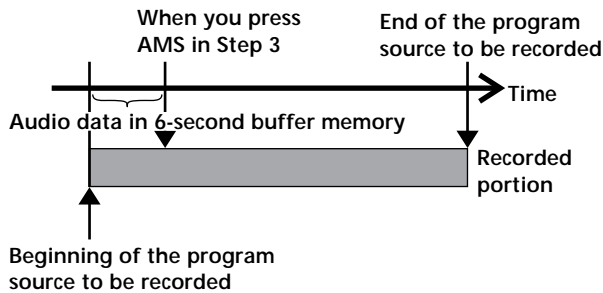 When you press
AMS in Step 3
End of the program
source to be recorded
Time
Audio data in 6-second buffer memory
Recorded
portion
Beginning of the program
source to be recorded